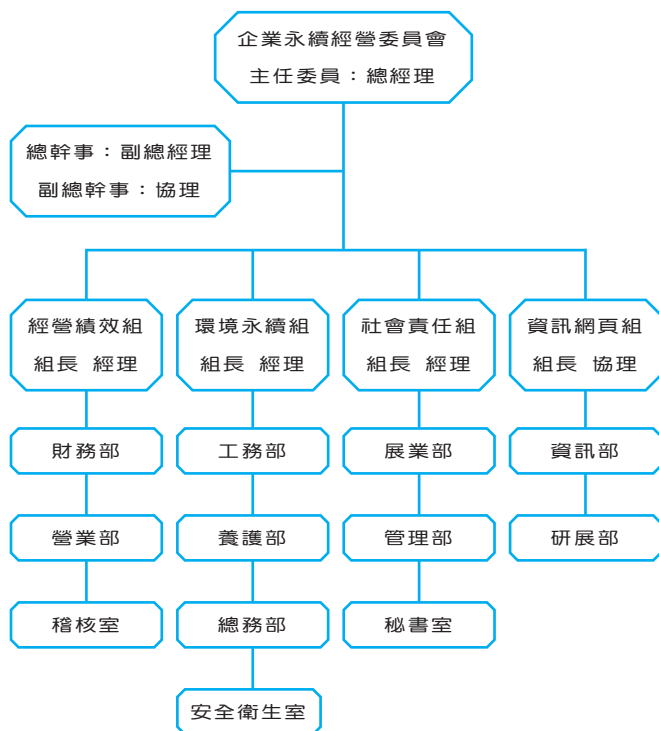 企業永續經營委員會
主任委員：總經理
總幹事：副總經理
副總幹事：協理
經營績效組
組長 經理
環境永續組
組長 經理
社會責任組
組長 經理
資訊網頁組
組長 協理
財務部
工務部
展業部
資訊部
營業部
養護部
管理部
研展部
稽核室
總務部
秘書室
安全衛生室